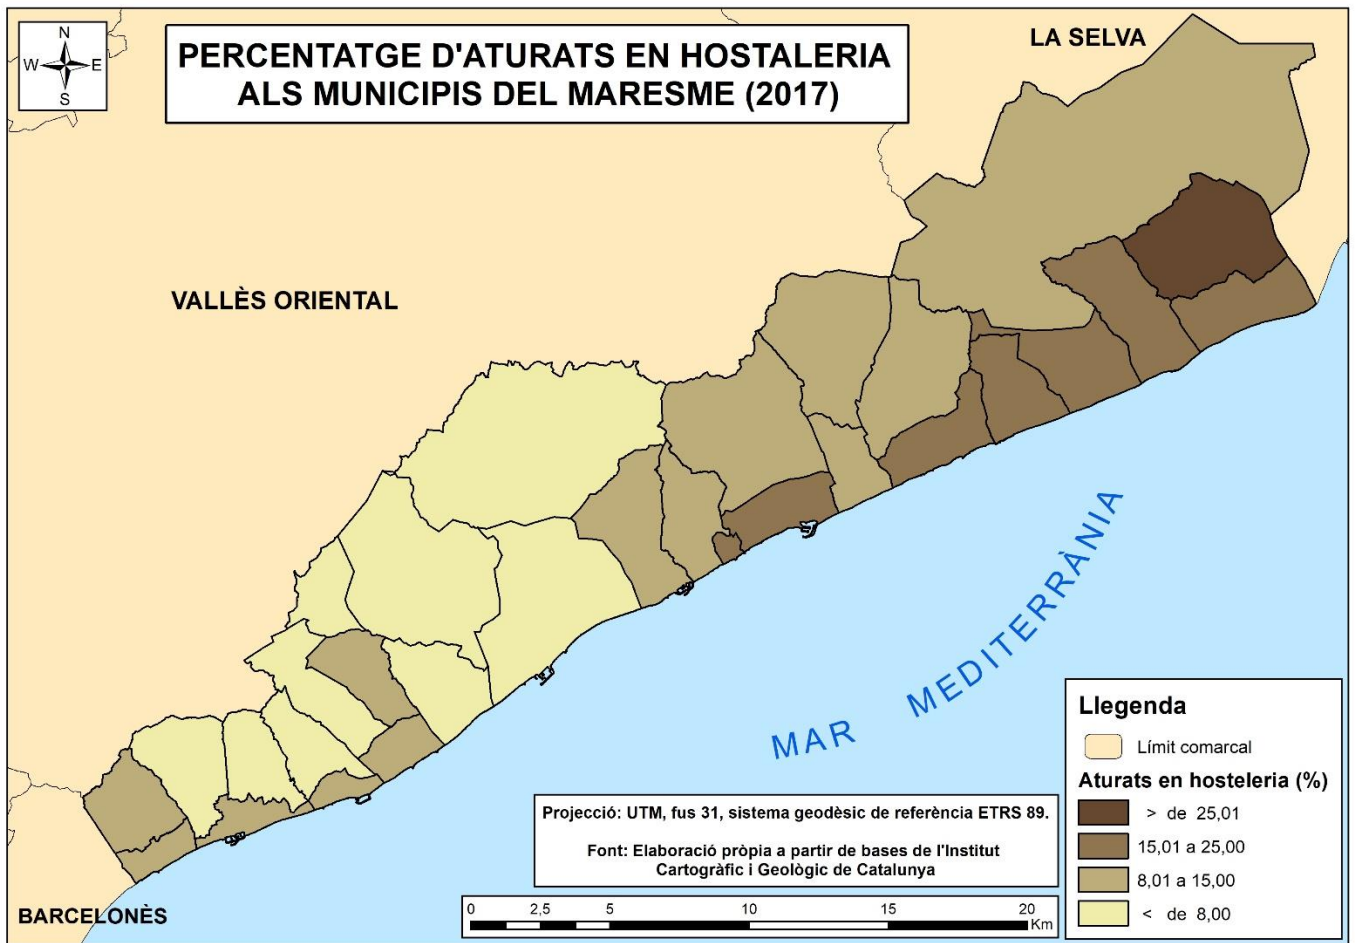 N
W E
S
PERCENTATGE D'ATURATS EN HOSTALERIA
ALS MUNICIPIS DEL MARESME (2017)
LA SELVA
VALLÈS ORIENTAL
MAR MEDITERRÀNIA
BARCELONÈS
Projecció: UTM, fus 31, sistema geodèsic de referència ETRS 89.
Font: Elaboració pròpia a partir de bases de l'Institut
Cartogràfic i Geològic de Catalunya
0 2,5 5 10 15 20
Km
Llegenda
Límit comarcal
Aturats en hosteleria (%)
> de 25,01
15,01 a 25,00
8,01 a 15,00
< de 8,00